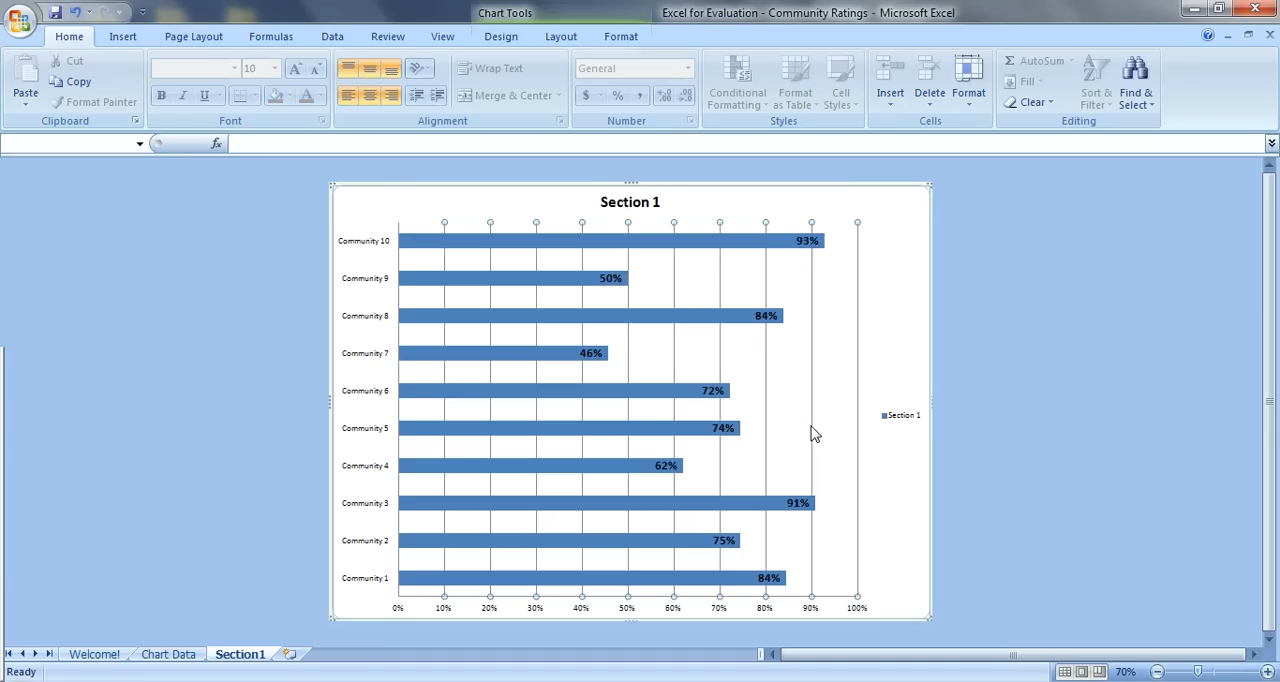 Chart Tools
Excel for Evaluation - Community Ratings - Microsoft Excel
Home Insert Page Layout Formulas Data Review View Design Layout Format
Paste
Cut
Copy
Format Painter
Clipboard
10
Font
Wrap Text
Merge & Center
Alignment
General
Number
Conditional Formatting
Format as Table
Cell Styles
Styles
Insert
Delete
Format
Cells
AutoSum
Fill
Clear
Sort & Filter
Find & Select
Editing
Section 1
Community 10 93%
Community 9 50%
Community 8 84%
Community 7 46%
Community 6 72%
Community 5 74%
Section 1
Community 4 62%
Community 3 91%
Community 2 75%
Community 1 84%
0% 10% 20% 30% 40% 50% 60% 70% 80% 90% 100%
Welcome! Chart Data Section1
Ready
70%